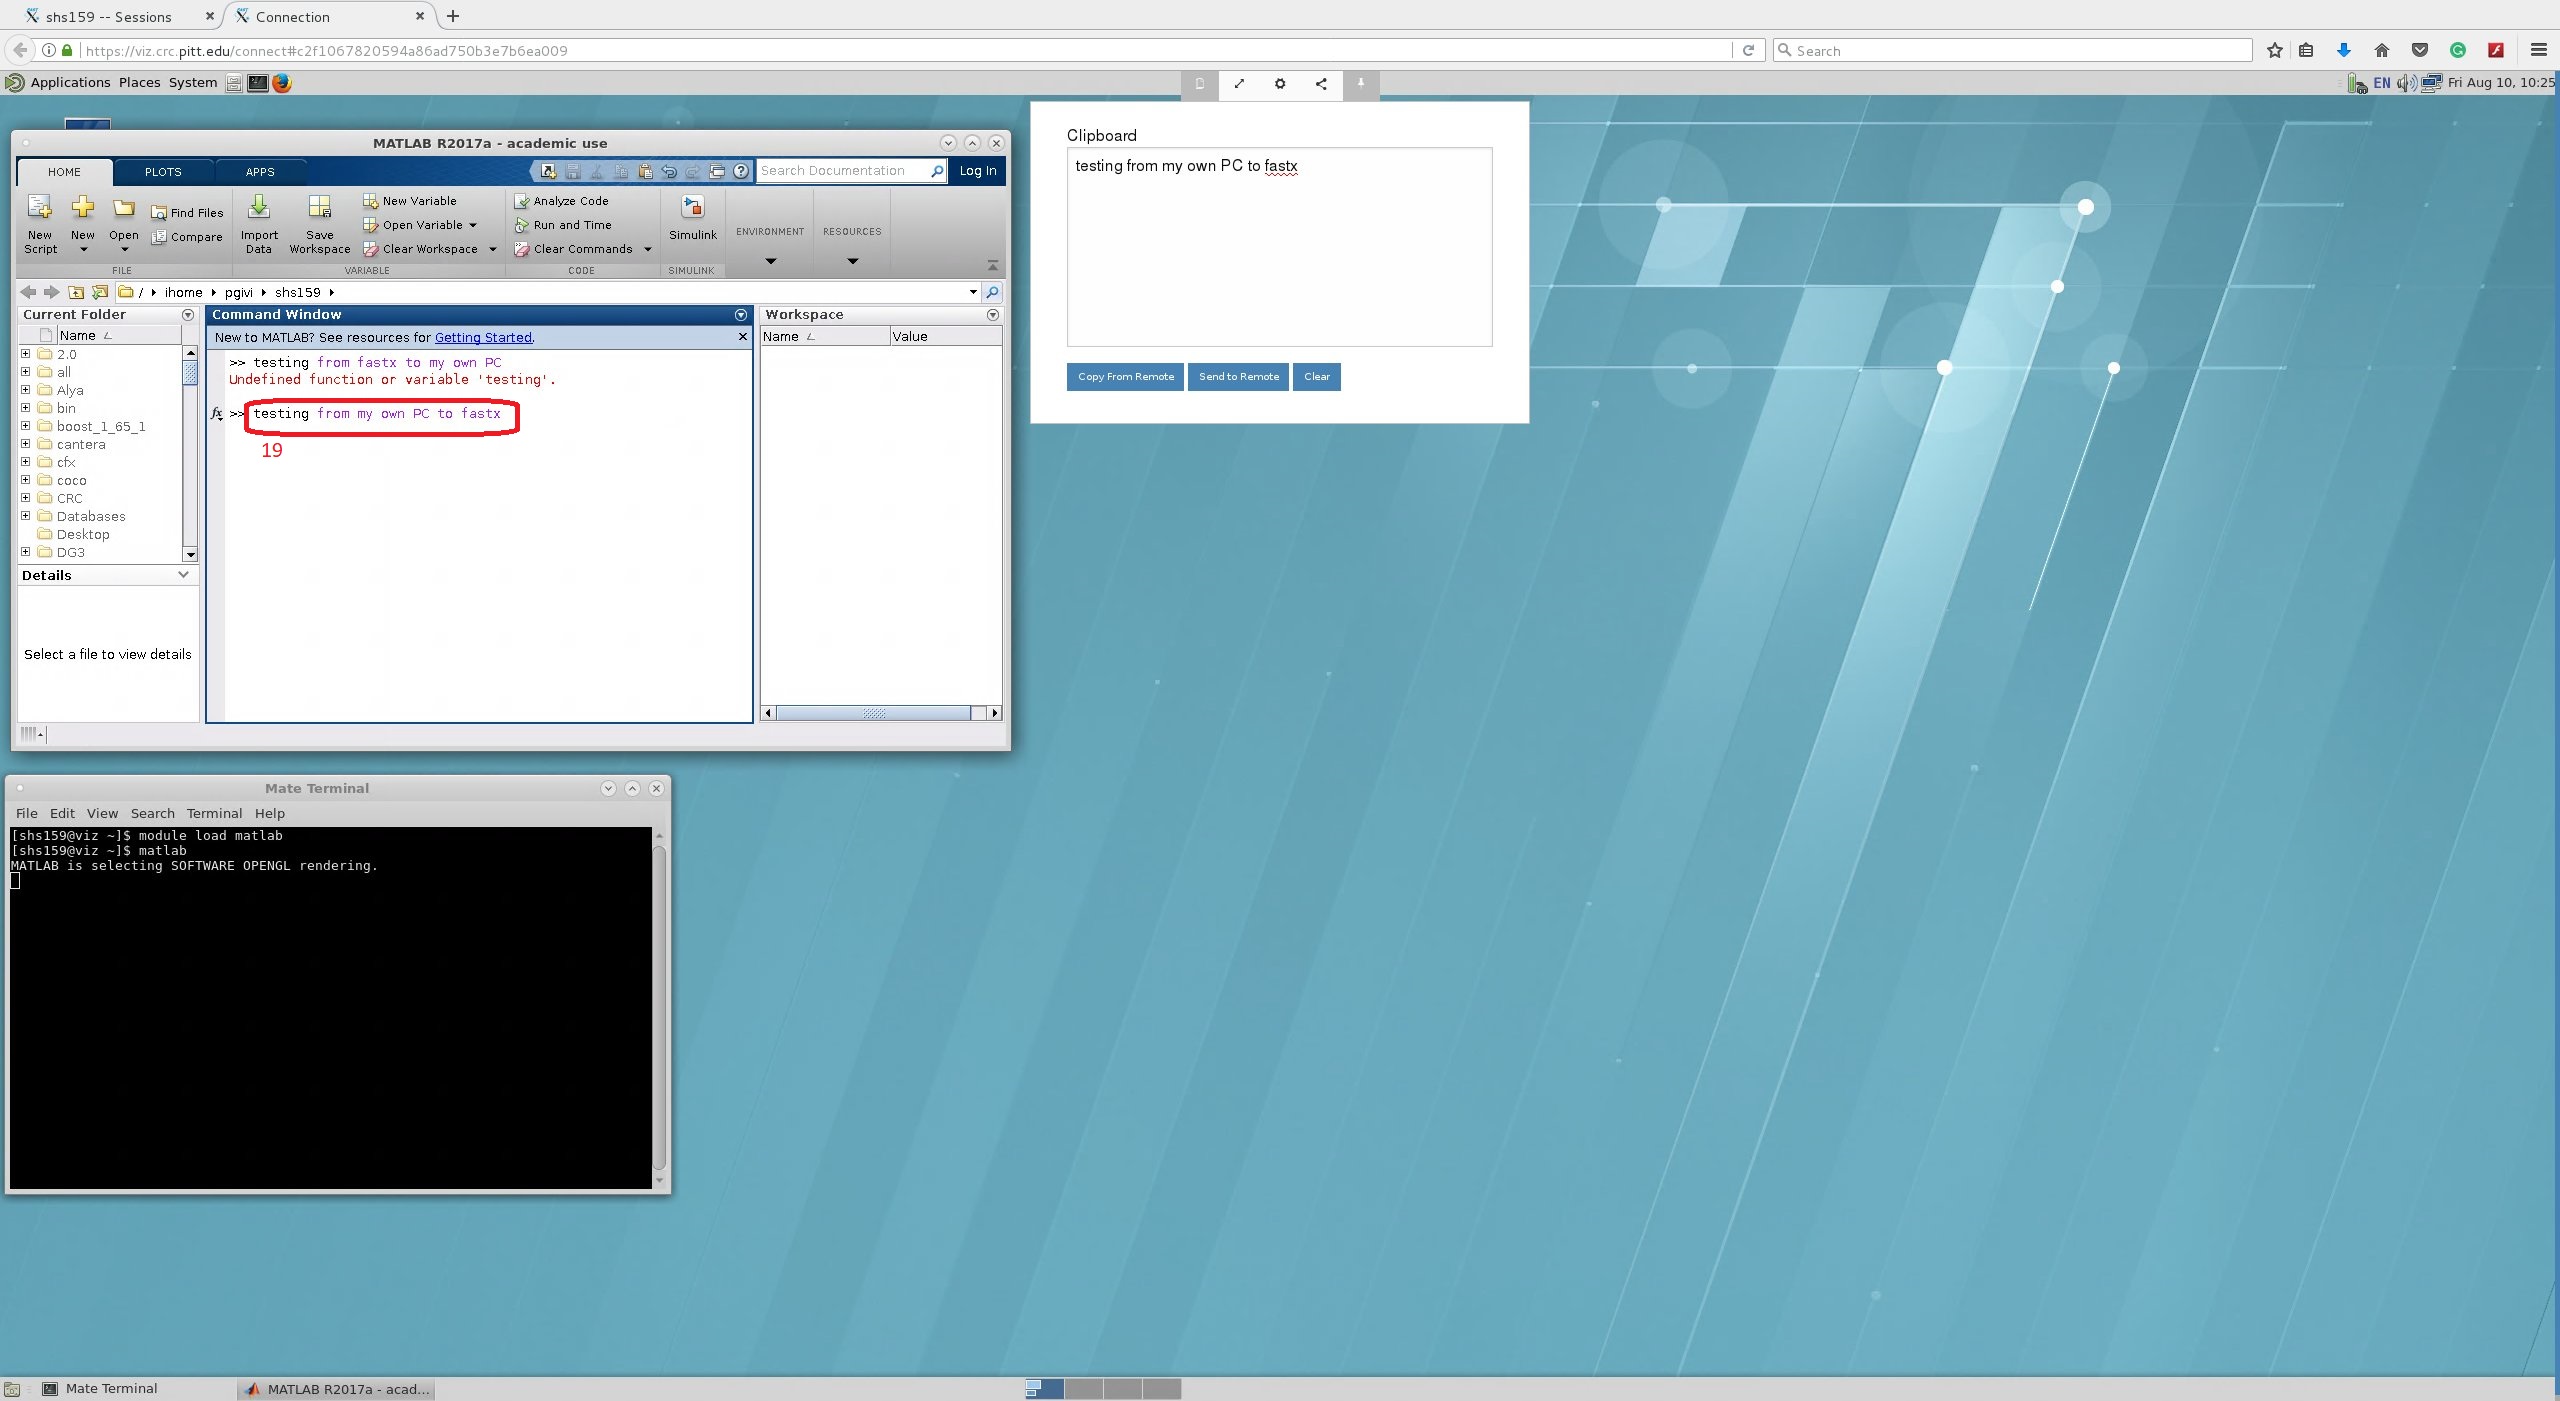 shs159 -- Sessions
Connection
https://viz.crc.pitt.edu/connect#c2f1067820594a86ad750b3e7b6ea009
Search
Applications Places System
EN
Fri Aug 10, 10:25
MATLAB R2017a - academic use
HOME PLOTS APPS
Search Documentation
Log In
New Script
New
Open
Find Files
Compare
FILE
Import Data
Save Workspace
New Variable
Open Variable
Clear Workspace
VARIABLE
Analyze Code
Run and Time
Clear Commands
CODE
Simulink
SIMULINK
ENVIRONMENT
RESOURCES
/ ihome pgivi shs159
Current Folder
Name
2.0
all
Alya
bin
boost_1_65_1
cantera
cfx
coco
CRC
Databases
Desktop
DG3
Details
Select a file to view details
Command Window
New to MATLAB? See resources for Getting Started.
>> testing from fastx to my own PC
Undefined function or variable 'testing'.
fx >> testing from my own PC to fastx
19
Workspace
Name Value
Clipboard
testing from my own PC to fastx
Copy From Remote
Send to Remote
Clear
Mate Terminal
File Edit View Search Terminal Help
[shs159@viz ~]$ module load matlab
[shs159@viz ~]$ matlab
MATLAB is selecting SOFTWARE OPENGL rendering.
Mate Terminal
MATLAB R2017a - acad...